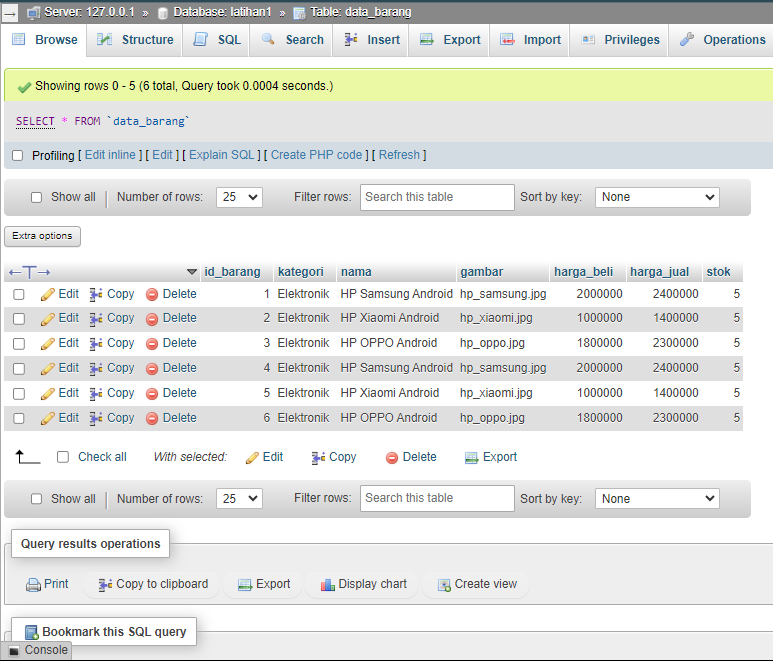 Server: 127.0.0.1 » Database: latihan1 » Table: data_barang
Browse Structure SQL Search Insert Export Import Privileges Operations
Showing rows 0 - 5 (6 total, Query took 0.0004 seconds.)
SELECT * FROM `data_barang`
Profiling [ Edit inline ] [ Edit ] [ Explain SQL ] [ Create PHP code ] [ Refresh ]
Show all | Number of rows: 25 Filter rows: Search this table Sort by key: None
Extra options
←T→ id_barang kategori nama gambar harga_beli harga_jual stok
Edit Copy Delete 1 Elektronik HP Samsung Android hp_samsung.jpg 2000000 2400000 5
Edit Copy Delete 2 Elektronik HP Xiaomi Android hp_xiaomi.jpg 1000000 1400000 5
Edit Copy Delete 3 Elektronik HP OPPO Android hp_oppo.jpg 1800000 2300000 5
Edit Copy Delete 4 Elektronik HP Samsung Android hp_samsung.jpg 2000000 2400000 5
Edit Copy Delete 5 Elektronik HP Xiaomi Android hp_xiaomi.jpg 1000000 1400000 5
Edit Copy Delete 6 Elektronik HP OPPO Android hp_oppo.jpg 1800000 2300000 5
Check all With selected: Edit Copy Delete Export
Show all | Number of rows: 25 Filter rows: Search this table Sort by key: None
Query results operations
Print Copy to clipboard Export Display chart Create view
Bookmark this SQL query
Console